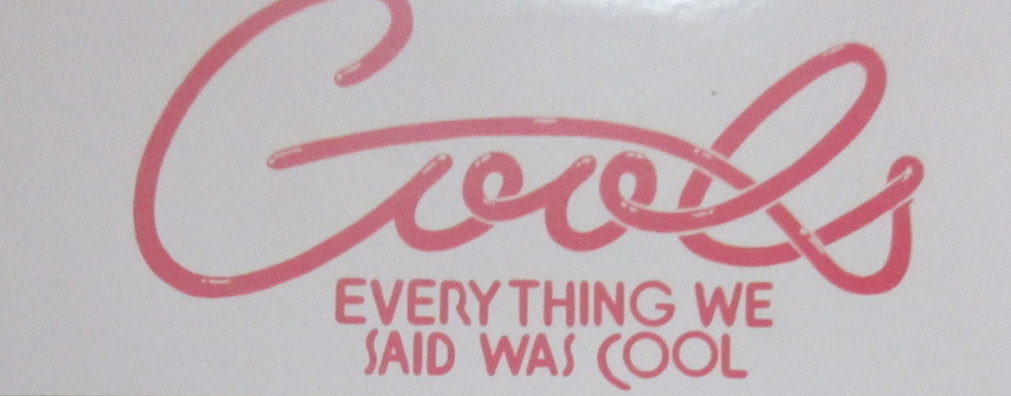 Cools
EVERYTHING WE
SAID WAS COOL